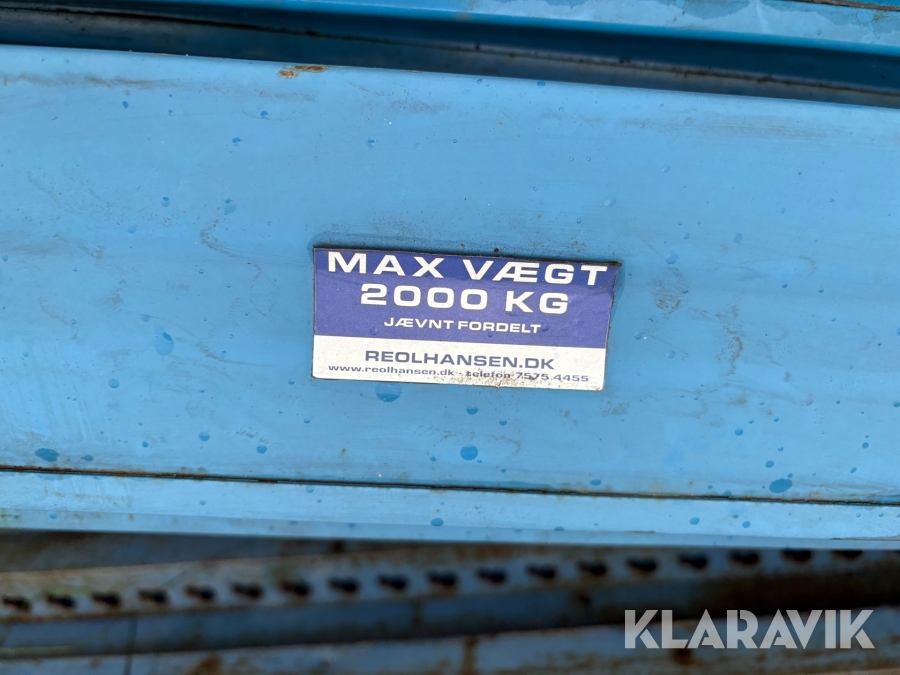 MAX VÆGT
2000 KG
JÆVNT FORDELT
REOLHANSEN.DK
www.reolhansen.dk - telefon 7575 4455
KLARAVIK